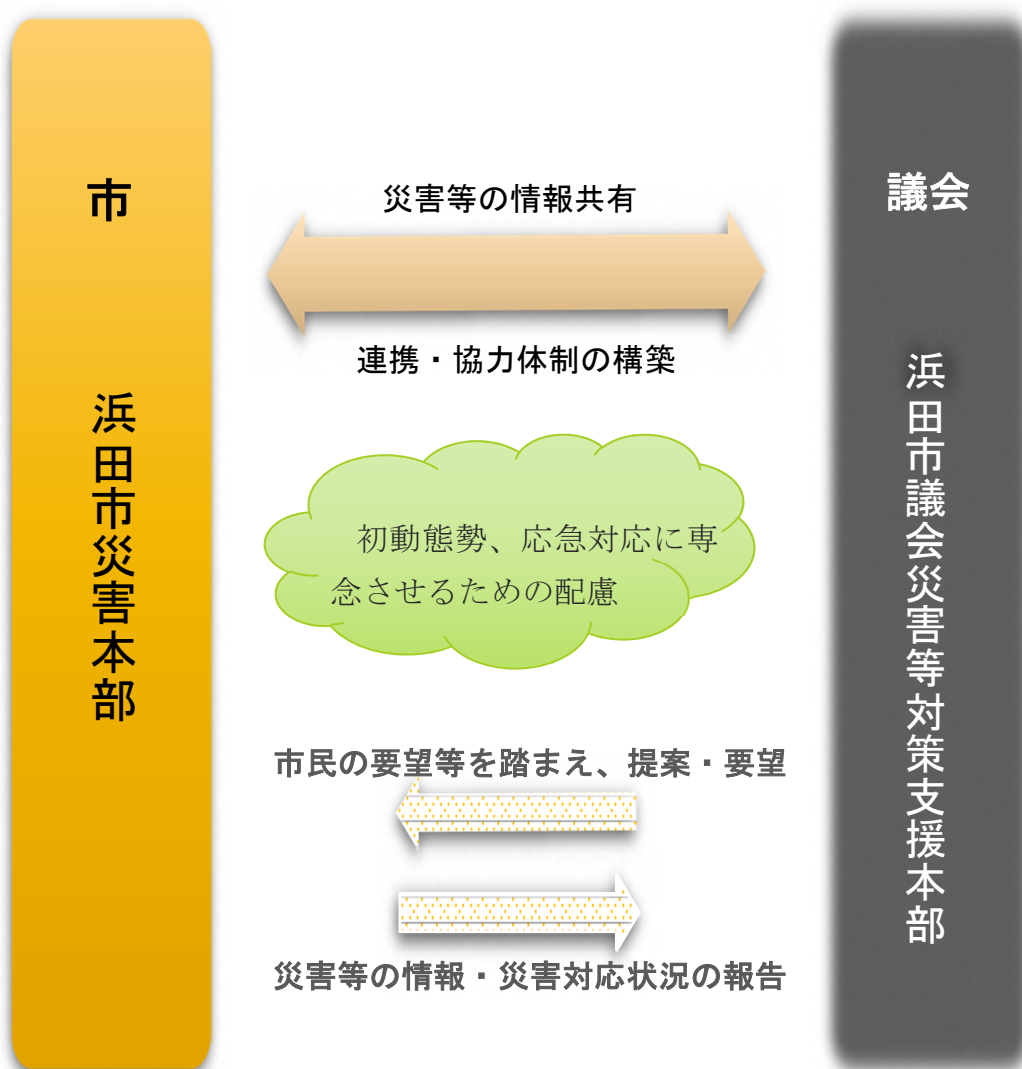 市
浜田市災害本部
災害等の情報共有
連携・協力体制の構築
初動態勢、応急対応に専
念させるための配慮
市民の要望等を踏まえ、提案・要望
災害等の情報・災害対応状況の報告
議会
浜田市議会災害等対策支援本部